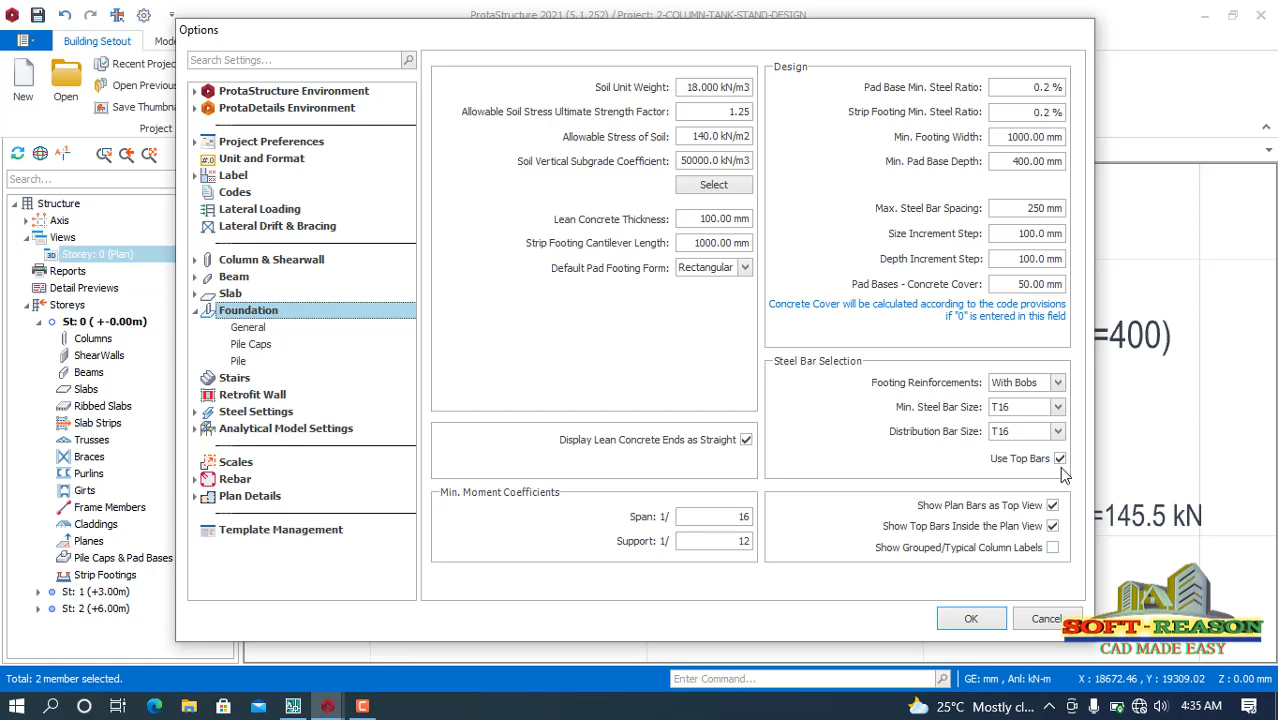 ProtaStructure 2021 (5.1.252) / Project: 2-COLUMN-TANK-STAND-DESIGN
Options
Building Setout
Mode
New
Open
Recent Proje
Open Previous
Save Thumbna
Project
Search...
Structure
Axis
Views
Storey: 0 (Plan)
Reports
Detail Previews
Storeys
St: 0 ( +-0.00m)
Columns
ShearWalls
Beams
Slabs
Ribbed Slabs
Slab Strips
Trusses
Braces
Purlins
Girts
Frame Members
Claddings
Planes
Pile Caps & Pad Bases
Strip Footings
St: 1 (+3.00m)
St: 2 (+6.00m)
Search Settings...
ProtaStructure Environment
ProtaDetails Environment
Project Preferences
Unit and Format
Label
Codes
Lateral Loading
Lateral Drift & Bracing
Column & Shearwall
Beam
Slab
Foundation
General
Pile Caps
Pile
Stairs
Retrofit Wall
Steel Settings
Analytical Model Settings
Scales
Rebar
Plan Details
Template Management
Soil Unit Weight: 18.000 kN/m3
Allowable Soil Stress Ultimate Strength Factor: 1.25
Allowable Stress of Soil: 140.0 kN/m2
Soil Vertical Subgrade Coefficient: 50000.0 kN/m3
Select
Lean Concrete Thickness: 100.00 mm
Strip Footing Cantilever Length: 1000.00 mm
Default Pad Footing Form: Rectangular
Display Lean Concrete Ends as Straight
Min. Moment Coefficients
Span: 1/ 16
Support: 1/ 12
Design
Pad Base Min. Steel Ratio: 0.2 %
Strip Footing Min. Steel Ratio: 0.2 %
Min. Footing Width: 1000.00 mm
Min. Pad Base Depth: 400.00 mm
Max. Steel Bar Spacing: 250 mm
Size Increment Step: 100.0 mm
Depth Increment Step: 100.0 mm
Pad Bases - Concrete Cover: 50.00 mm
Concrete Cover will be calculated according to the code provisions
if "0" is entered in this field
Steel Bar Selection
Footing Reinforcements: With Bobs
Min. Steel Bar Size: T16
Distribution Bar Size: T16
Use Top Bars
Show Plan Bars as Top View
Show Top Bars Inside the Plan View
Show Grouped/Typical Column Labels
OK
Cancel
=400)
=145.5 kN
SOFT-REASON
CAD MADE EASY
Total: 2 member selected.
Enter Command...
GE: mm , Anl: kN-m
X : 18672.46 , Y : 19309.02
Z : 0.00 mm
25°C Mostly cl...
4:35 AM